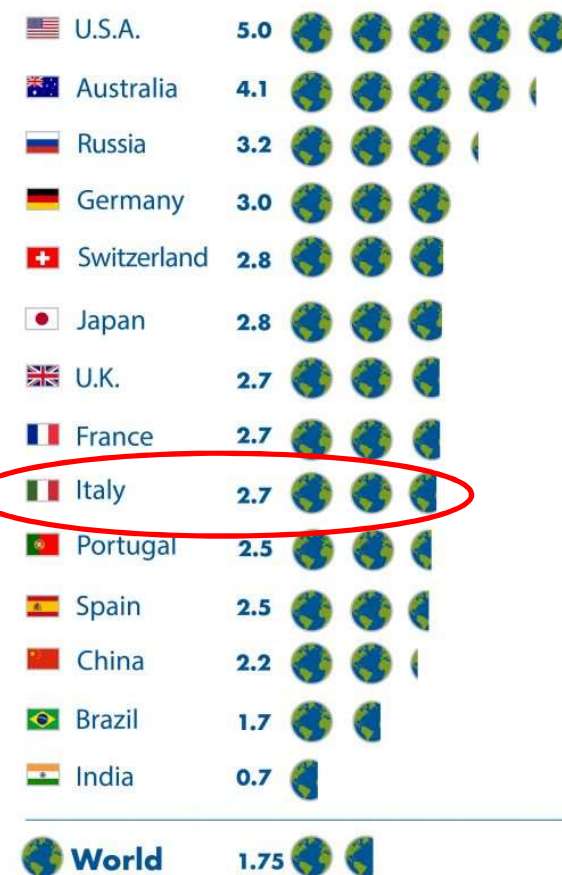 U.S.A. 5.0
Australia 4.1
Russia 3.2
Germany 3.0
Switzerland 2.8
Japan 2.8
U.K. 2.7
France 2.7
Italy 2.7
Portugal 2.5
Spain 2.5
China 2.2
Brazil 1.7
India 0.7
World 1.75